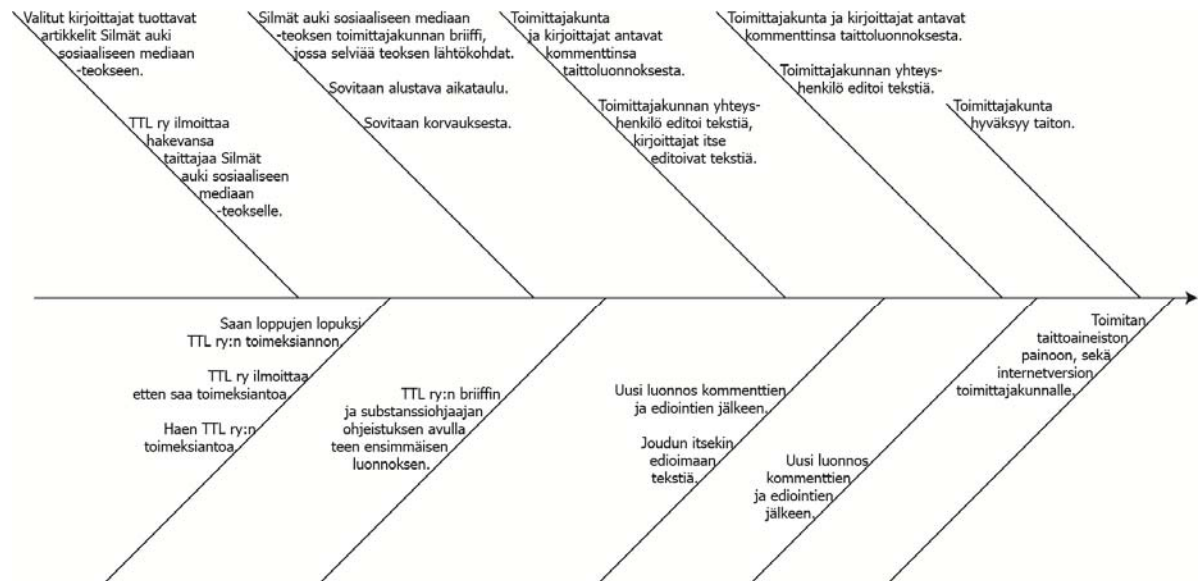 Valitut kirjoittajat tuottavat
artikkelit Silmät auki
sosiaaliseen mediaan
-teokseen.
TTL ry ilmoittaa
hakevansa
taittajaa Silmät
auki sosiaaliseen
mediaan
-teokselle.
Silmät auki sosiaaliseen mediaan
-teoksen toimittajakunnan briiffi,
jossa selviää teoksen lähtökohdat.
Sovitaan alustava aikataulu.
Sovitaan korvauksesta.
Toimittajakunta
ja kirjoittajat antavat
kommenttinsa
taittoluonnoksesta.
Toimittajakunnan yhteys-
henkilö editoi tekstiä,
kirjoittajat itse
editoivat tekstiä.
Toimittajakunta ja kirjoittajat antavat
kommenttinsa taittoluonnoksesta.
Toimittajakunnan yhteys-
henkilö editoi tekstiä.
Toimittajakunta
hyväksyy taiton.
Saan loppujen lopuksi
TTL ry:n toimeksiannon.
TTL ry ilmoittaa
etten saa toimeksiantoa.
Haen TTL ry:n
toimeksiantoa.
TTL ry:n briiffin
ja substanssiohjaajan
ohjeistuksen avulla
teen ensimmäisen
luonnoksen.
Uusi luonnos kommenttien
ja ediointien jälkeen.
Joudun itsekin
edioimaan
tekstiä.
Uusi luonnos
kommenttien
ja ediointien
jälkeen.
Toimitan
taittoaineiston
painoon, sekä
internetversion
toimittajakunnalle.